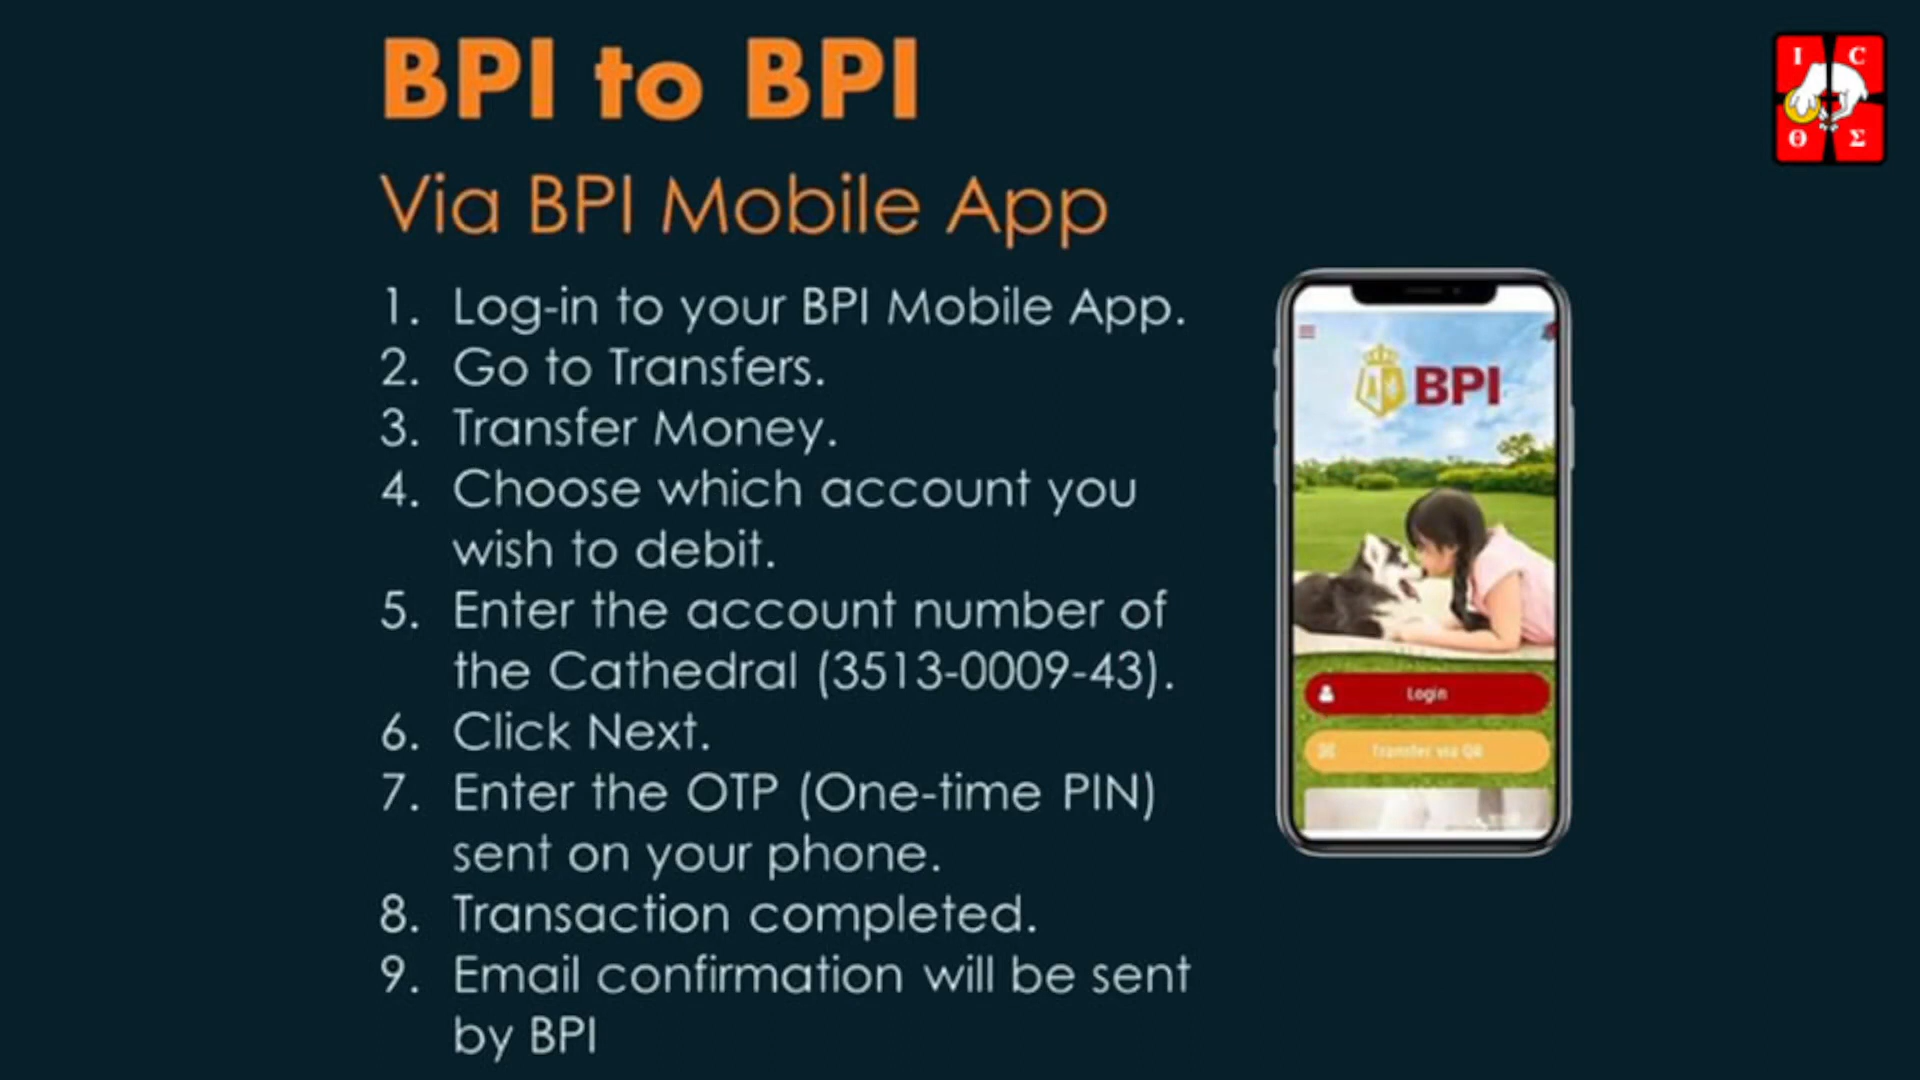 BPI to BPI
Via BPI Mobile App
1. Log-in to your BPI Mobile App.
2. Go to Transfers.
3. Transfer Money.
4. Choose which account you
wish to debit.
5. Enter the account number of
the Cathedral (3513-0009-43).
6. Click Next.
7. Enter the OTP (One-time PIN)
sent on your phone.
8. Transaction completed.
9. Email confirmation will be sent
by BPI
I C
Θ Σ
BPI
Login
Transfer via QR